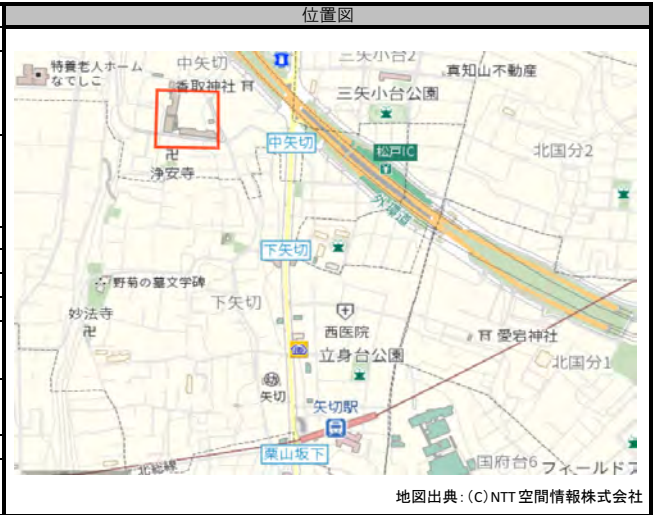 位置図
中矢切
三矢小台2
特養老人ホーム
なでしこ
真知山不動産
香取神社
三矢小台公園
中矢切
松戸IC
北国分2
浄安寺
外環道
下矢切
野菊の墓文学碑
下矢切
妙法寺
西医院
愛宕神社
立身台公園
北国分1
矢切
矢切駅
栗山坂下
北総線
国府台6
フィールドア
地図出典：(C)NTT空間情報株式会社